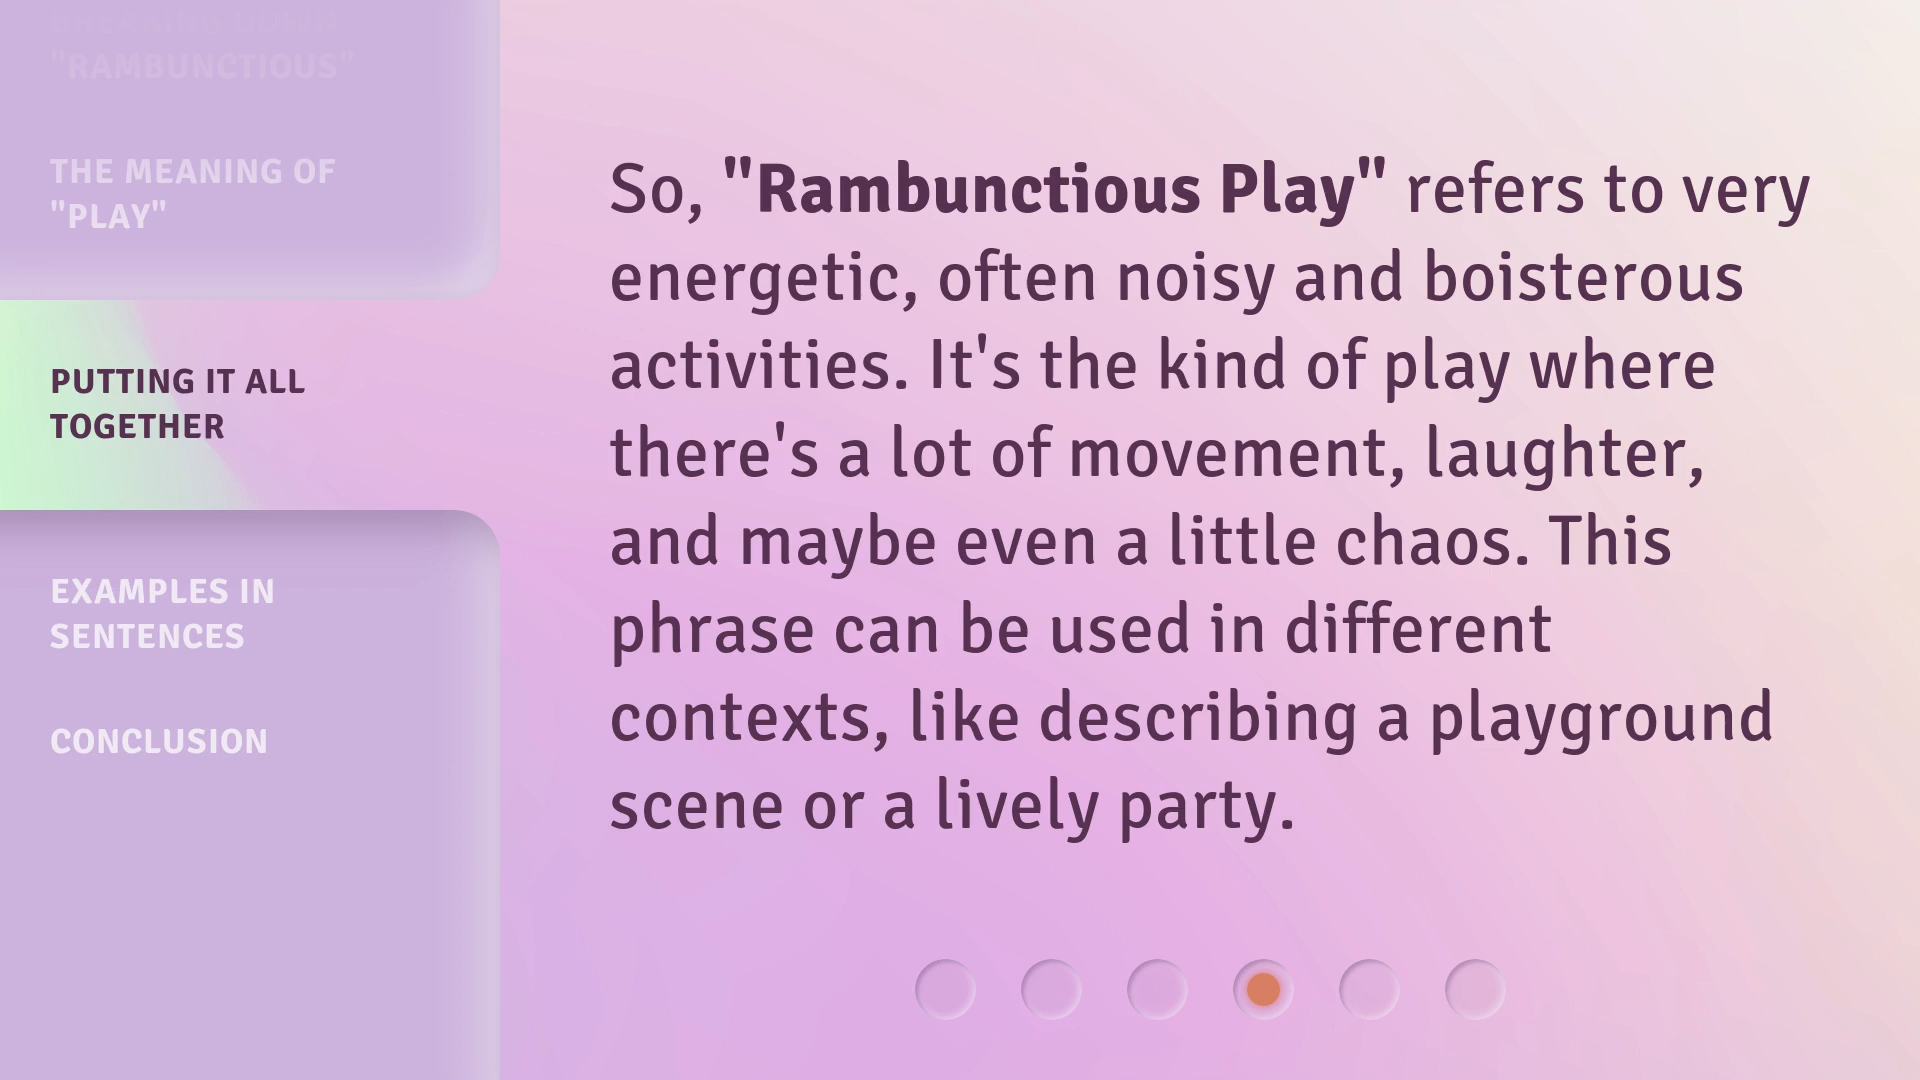 BREAKING DOWN
"RAMBUNCTIOUS"
THE MEANING OF
"PLAY"
PUTTING IT ALL
TOGETHER
EXAMPLES IN
SENTENCES
CONCLUSION
So, "Rambunctious Play" refers to very
energetic, often noisy and boisterous
activities. It's the kind of play where
there's a lot of movement, laughter,
and maybe even a little chaos. This
phrase can be used in different
contexts, like describing a playground
scene or a lively party.